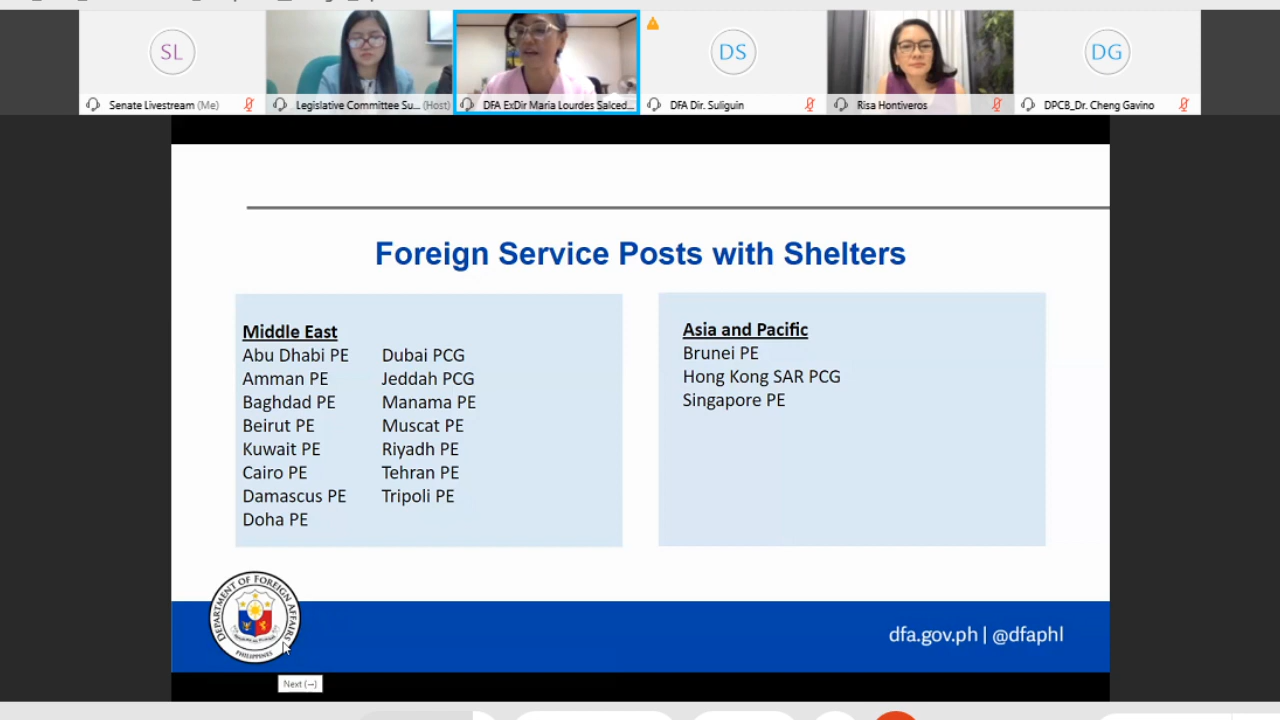 SL
DS
DG
Senate Livestream (Me)
Legislative Committee Su... (Host)
DFA ExDir Maria Lourdes Salced...
DFA Dir. Suliguin
Risa Hontiveros
DPCB_Dr. Cheng Gavino
Foreign Service Posts with Shelters
Middle East
Abu Dhabi PE Dubai PCG
Amman PE Jeddah PCG
Baghdad PE Manama PE
Beirut PE Muscat PE
Kuwait PE Riyadh PE
Cairo PE Tehran PE
Damascus PE Tripoli PE
Doha PE
Asia and Pacific
Brunei PE
Hong Kong SAR PCG
Singapore PE
DEPARTMENT OF FOREIGN AFFAIRS
PHILIPPINES
dfa.gov.ph | @dfaphl
Next (→)